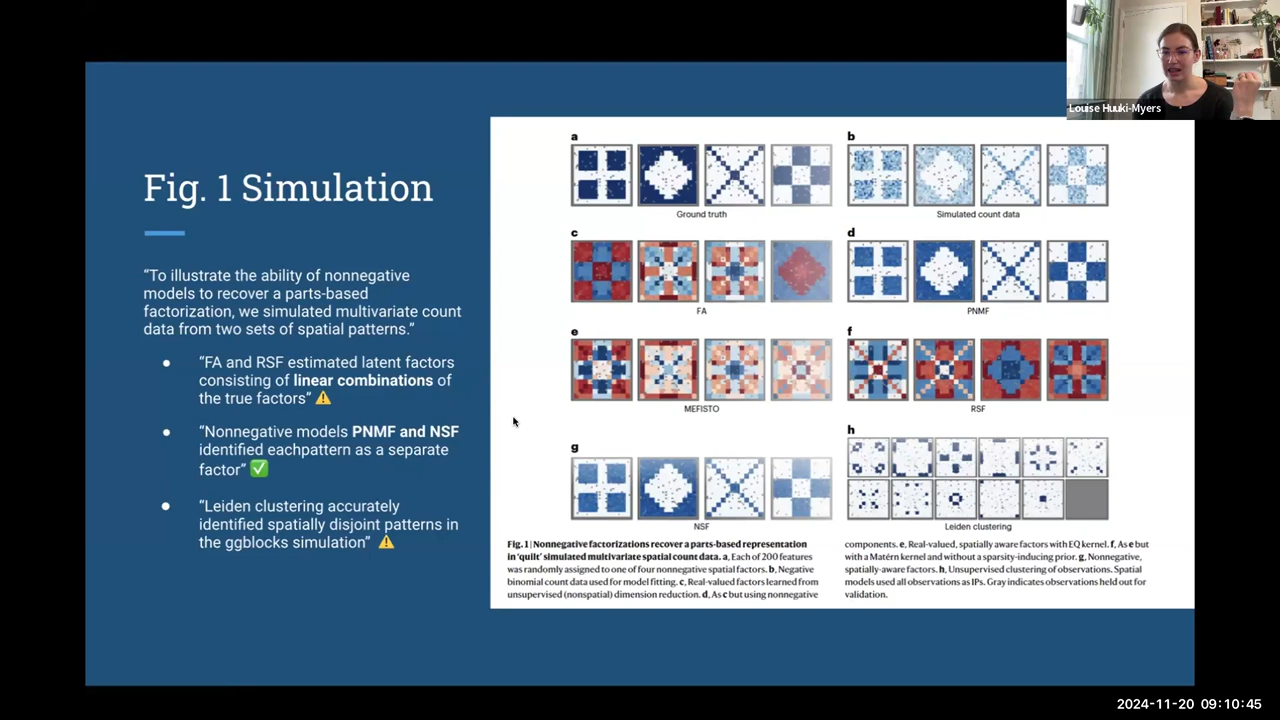 Louise Huuki-Myers
Fig. 1 Simulation
“To illustrate the ability of nonnegative
models to recover a parts-based
factorization, we simulated multivariate count
data from two sets of spatial patterns.”
● “FA and RSF estimated latent factors
consisting of linear combinations of
the true factors” ⚠️
● “Nonnegative models PNMF and NSF
identified eachpattern as a separate
factor” ✅
● “Leiden clustering accurately
identified spatially disjoint patterns in
the ggblocks simulation” ⚠️
a
Ground truth
b
Simulated count data
c
FA
d
PNMF
e
MEFISTO
f
RSF
g
NSF
h
Leiden clustering
Fig. 1 | Nonnegative factorizations recover a parts-based representation
in ‘quilt’ simulated multivariate spatial count data. a, Each of 200 features
was randomly assigned to one of four nonnegative spatial factors. b, Negative
binomial count data used for model fitting. c, Real-valued factors learned from
unsupervised (nonspatial) dimension reduction. d, As c but using nonnegative
components. e, Real-valued, spatially aware factors with EQ kernel. f, As e but
with a Matérn kernel and without a sparsity-inducing prior. g, Nonnegative,
spatially-aware factors. h, Unsupervised clustering of observations. Spatial
models used all observations as IPs. Gray indicates observations held out for
validation.
2024-11-20 09:10:45